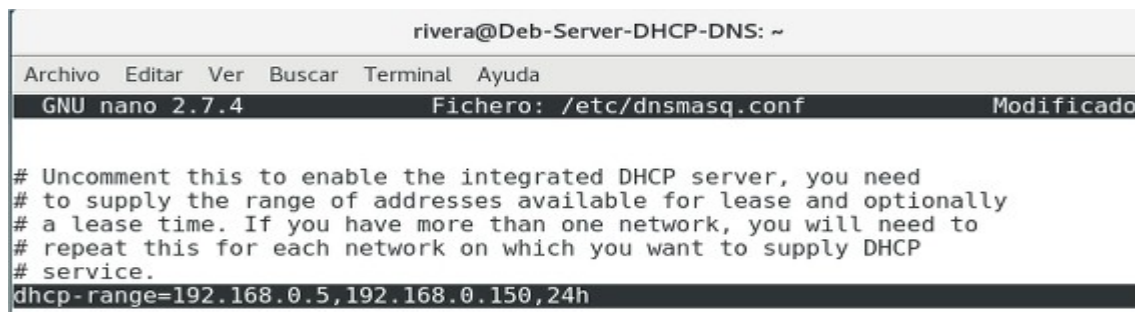 rivera@Deb-Server-DHCP-DNS: ~
Archivo Editar Ver Buscar Terminal Ayuda
GNU nano 2.7.4 Fichero: /etc/dnsmasq.conf Modificado
# Uncomment this to enable the integrated DHCP server, you need
# to supply the range of addresses available for lease and optionally
# a lease time. If you have more than one network, you will need to
# repeat this for each network on which you want to supply DHCP
# service.
dhcp-range=192.168.0.5,192.168.0.150,24h